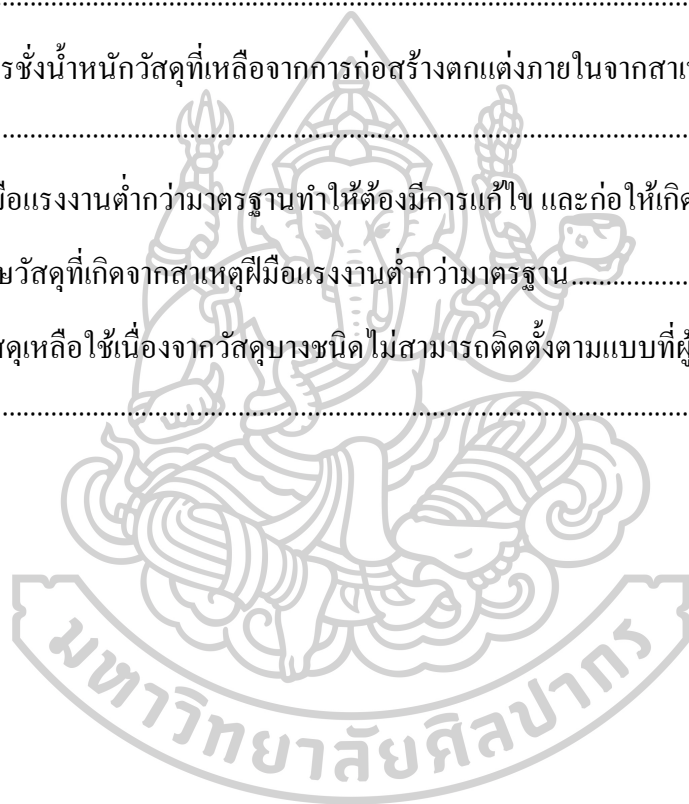 ................................................................................................
รชั่งน้ำหนักวัสดุที่เหลือจากการก่อสร้างตกแต่งภายในจากสาเ
................................................................................................
มือแรงงานต่ำกว่ามาตรฐานทำให้ต้องมีการแก้ไข และก่อให้เกิด
ษวัสดุที่เกิดจากสาเหตุฝีมือแรงงานต่ำกว่ามาตรฐาน..................
สดุเหลือใช้เนื่องจากวัสดุบางชนิดไม่สามารถติดตั้งตามแบบที่ผู้
................................................................................................
มหาวิทยาลัยศิลปากร